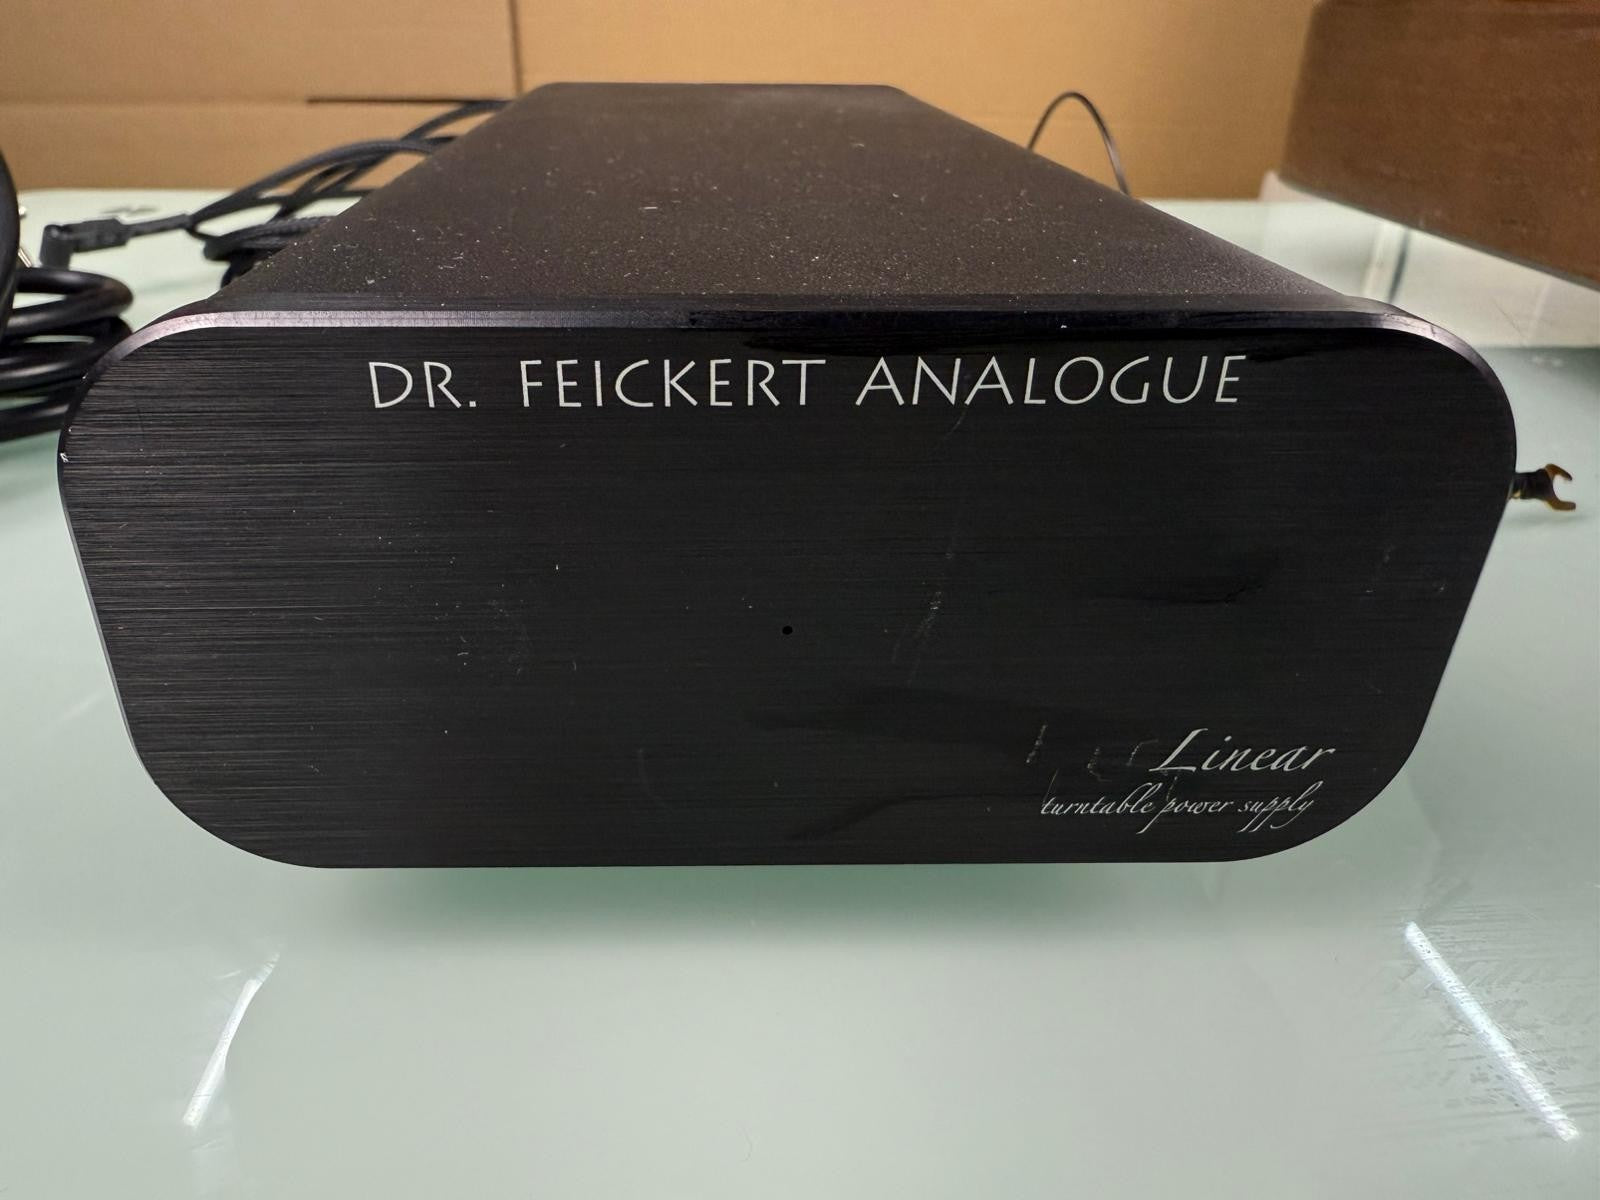 DR. FEICKERT ANALOGUE
Linear
turntable power supply